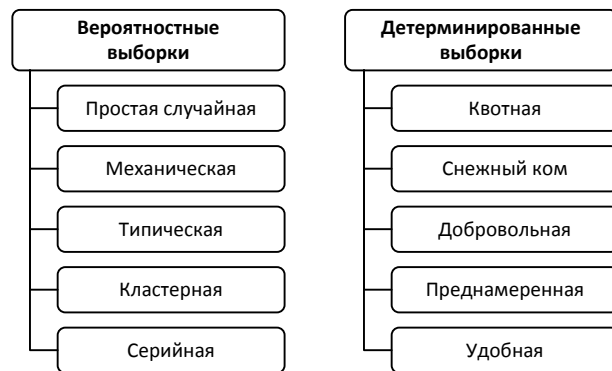 Вероятностные
выборки
Простая случайная
Механическая
Типическая
Кластерная
Серийная
Детерминированные
выборки
Квотная
Снежный ком
Добровольная
Преднамеренная
Удобная